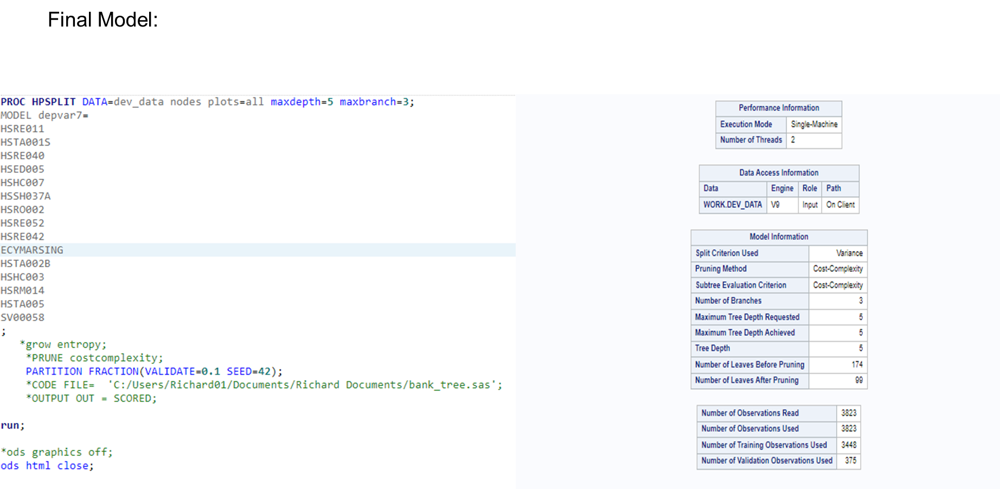 Final Model:
PROC HPSPLIT DATA=dev_data nodes plots=all maxdepth=5 maxbranch=3;
MODEL depvar7=
HSRE011
HSTA001S
HSRE040
HSED005
HSHC007
HSSH037A
HSRO002
HSRE052
HSRE042
ECYMARSING
HSTA002B
HSHC003
HSRM014
HSTA005
SV00058
;
*grow entropy;
*PRUNE costcomplexity;
PARTITION FRACTION(VALIDATE=0.1 SEED=42);
*CODE FILE=  'C:/Users/Richard01/Documents/Richard Documents/bank_tree.sas';
*OUTPUT OUT = SCORED;
run;
*ods graphics off;
ods html close;
Performance Information
Execution Mode Single-Machine
Number of Threads 2
Data Access Information
Data Engine Role Path
WORK.DEV_DATA V9 Input On Client
Model Information
Split Criterion Used Variance
Pruning Method Cost-Complexity
Subtree Evaluation Criterion Cost-Complexity
Number of Branches 3
Maximum Tree Depth Requested 5
Maximum Tree Depth Achieved 5
Tree Depth 5
Number of Leaves Before Pruning 174
Number of Leaves After Pruning 99
Number of Observations Read 3823
Number of Observations Used 3823
Number of Training Observations Used 3448
Number of Validation Observations Used 375